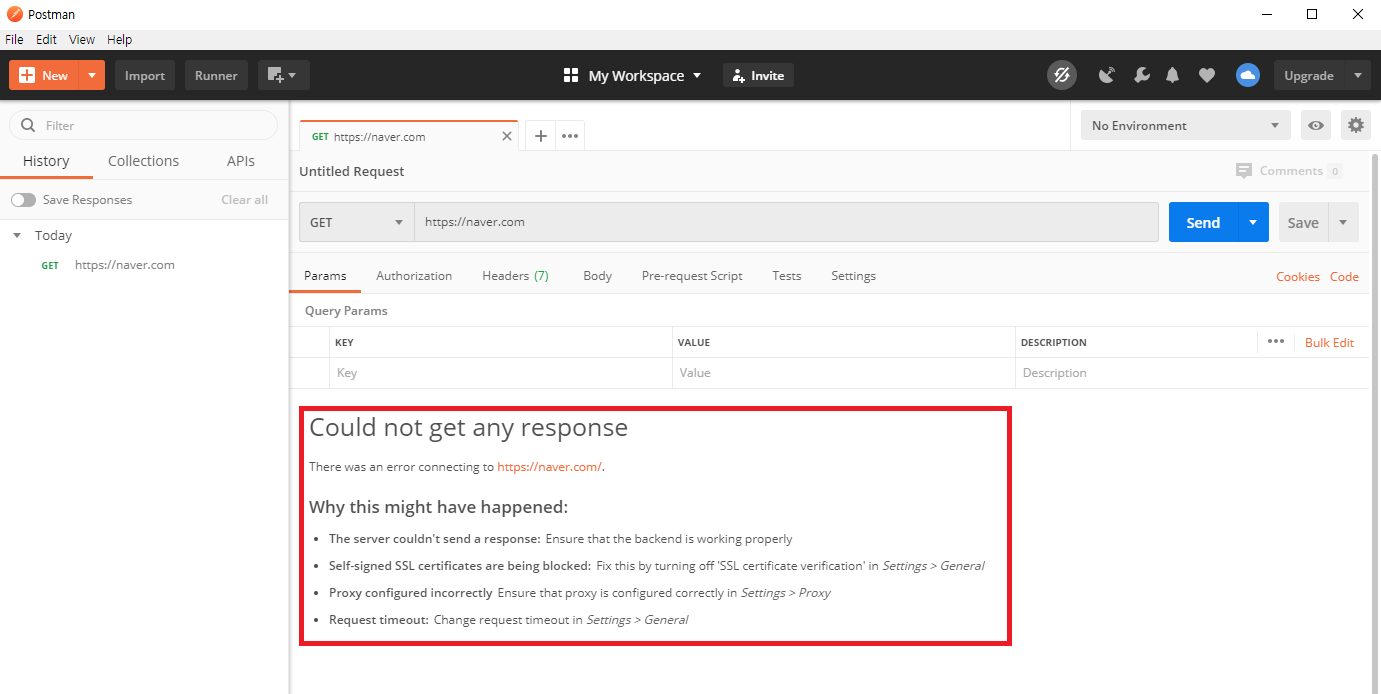 Postman
File Edit View Help
New Import Runner My Workspace Invite Upgrade
Filter
History Collections APIs
Save Responses Clear all
Today
GET https://naver.com
GET https://naver.com
No Environment
Untitled Request
Comments 0
GET https://naver.com Send Save
Params Authorization Headers (7) Body Pre-request Script Tests Settings Cookies Code
Query Params
KEY VALUE DESCRIPTION Bulk Edit
Key Value Description
Could not get any response
There was an error connecting to https://naver.com/.
Why this might have happened:
The server couldn't send a response: Ensure that the backend is working properly
Self-signed SSL certificates are being blocked: Fix this by turning off 'SSL certificate verification' in Settings > General
Proxy configured incorrectly Ensure that proxy is configured correctly in Settings > Proxy
Request timeout: Change request timeout in Settings > General